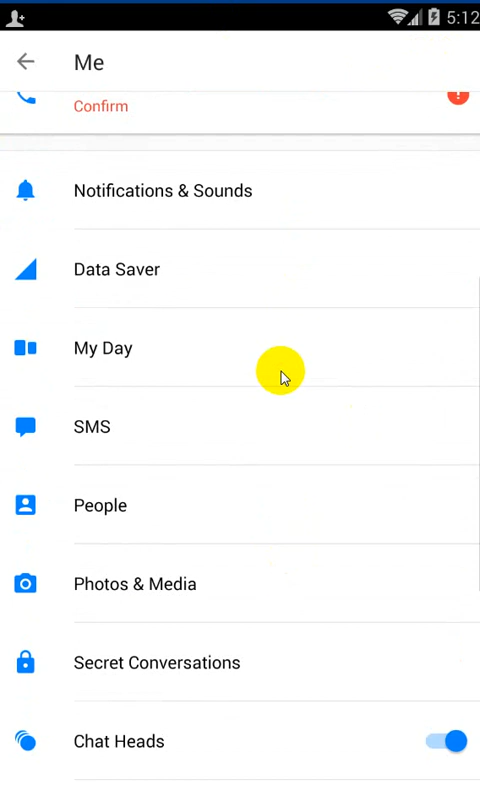 5:12
Me
Confirm
Notifications & Sounds
Data Saver
My Day
SMS
People
Photos & Media
Secret Conversations
Chat Heads